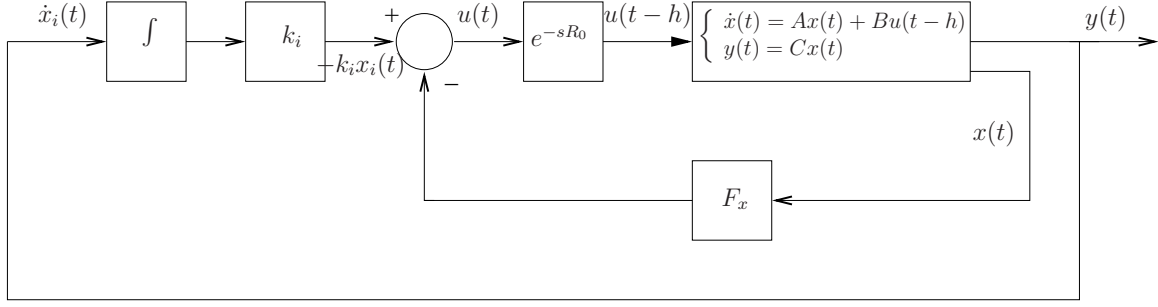 ẋ_i(t)
∫
k_i
+
−k_i x_i(t)
−
u(t)
e^{−sR_0}
u(t − h)
{ ẋ(t) = Ax(t) + Bu(t − h)
y(t) = Cx(t)
y(t)
x(t)
F_x